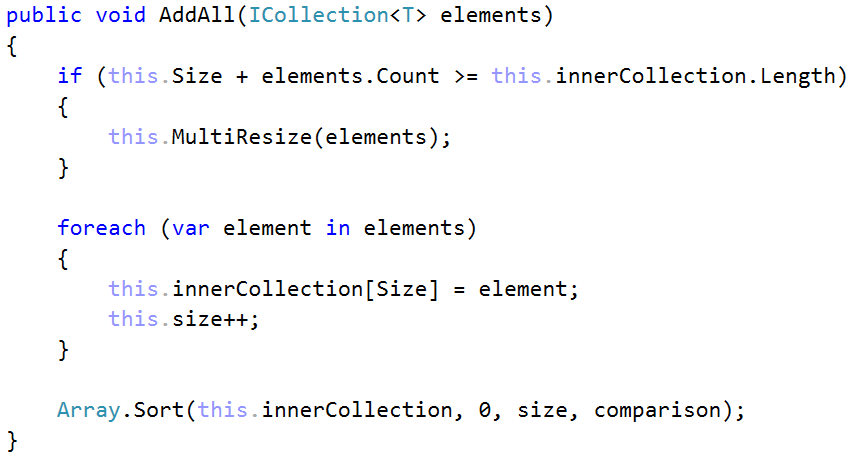 public void AddAll(ICollection<T> elements)
{
    if (this.Size + elements.Count >= this.innerCollection.Length)
    {
        this.MultiResize(elements);
    }

    foreach (var element in elements)
    {
        this.innerCollection[Size] = element;
        this.size++;
    }

    Array.Sort(this.innerCollection, 0, size, comparison);
}